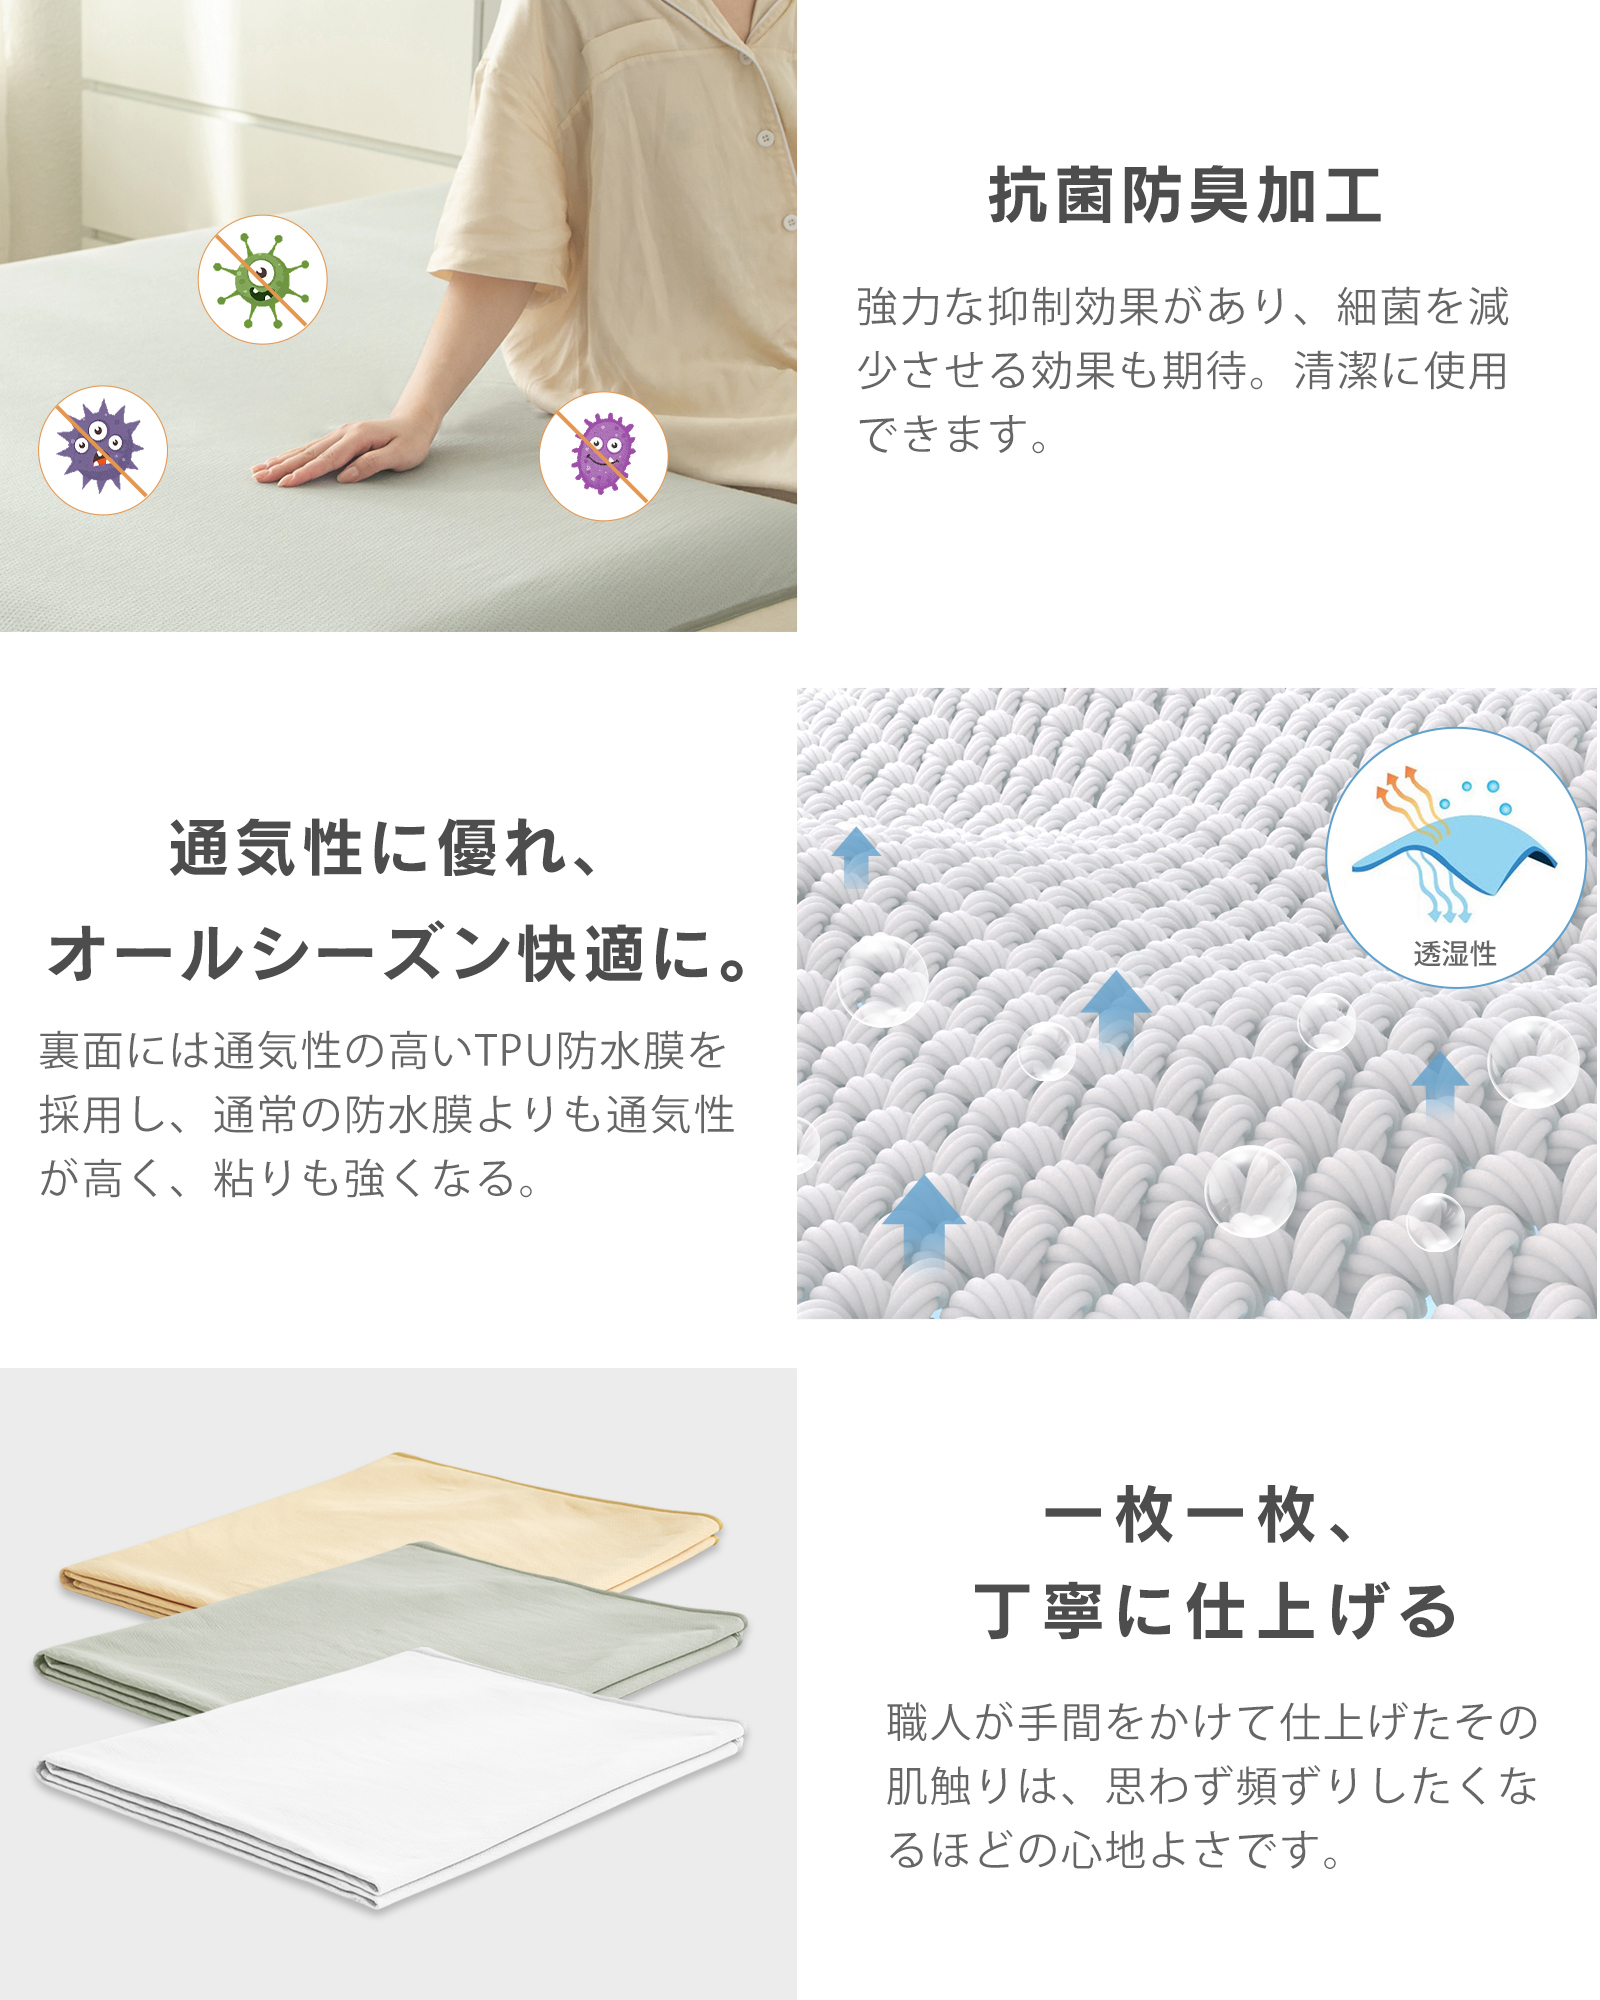 抗菌防臭加工
強力な抑制効果があり、細菌を減
少させる効果も期待。清潔に使用
できます。
通気性に優れ、
オールシーズン快適に。
裏面には通気性の高いTPU防水膜を
採用し、通常の防水膜よりも通気性
が高く、粘りも強くなる。
透湿性
一枚一枚、
丁寧に仕上げる
職人が手間をかけて仕上げたその
肌触りは、思わず頻ずりしたくな
るほどの心地よさです。